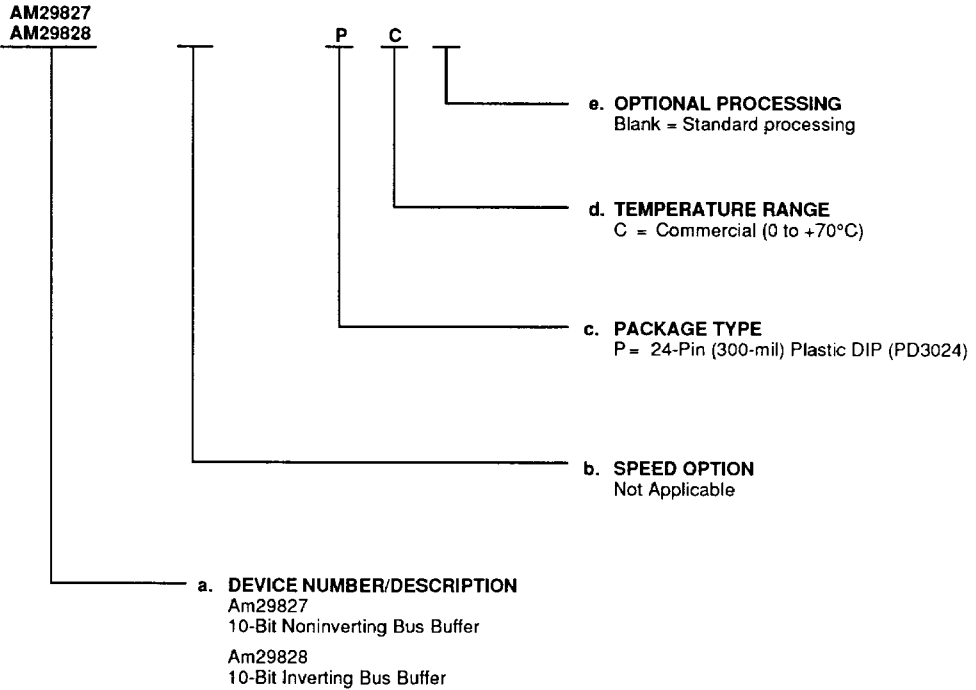 AM29827
AM29828
P C
e. OPTIONAL PROCESSING
Blank = Standard processing
d. TEMPERATURE RANGE
C = Commercial (0 to +70°C)
c. PACKAGE TYPE
P = 24-Pin (300-mil) Plastic DIP (PD3024)
b. SPEED OPTION
Not Applicable
a. DEVICE NUMBER/DESCRIPTION
Am29827
10-Bit Noninverting Bus Buffer
Am29828
10-Bit Inverting Bus Buffer